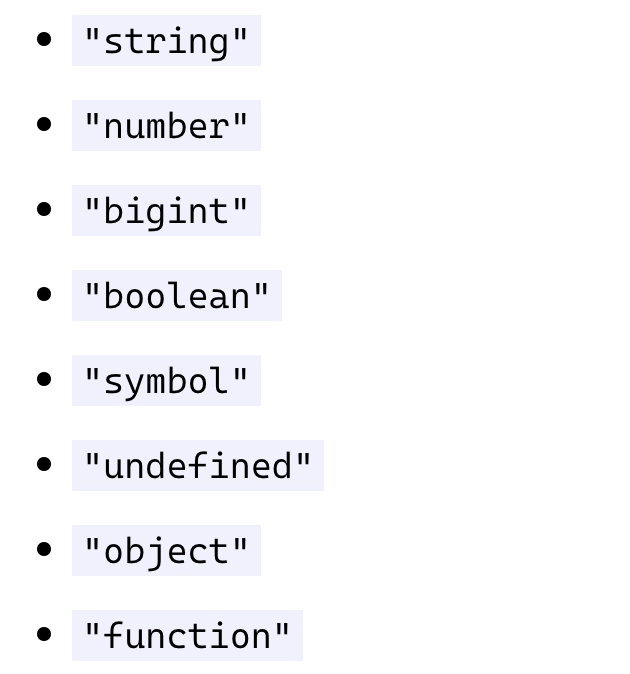 • "string"
• "number"
• "bigint"
• "boolean"
• "symbol"
• "undefined"
• "object"
• "function"